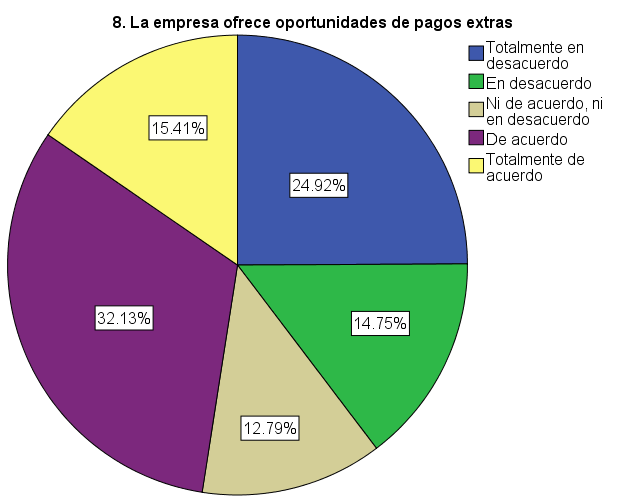 8. La empresa ofrece oportunidades de pagos extras
Totalmente en
desacuerdo
En desacuerdo
Ni de acuerdo, ni
en desacuerdo
De acuerdo
Totalmente de
acuerdo
15.41%
24.92%
32.13%
14.75%
12.79%